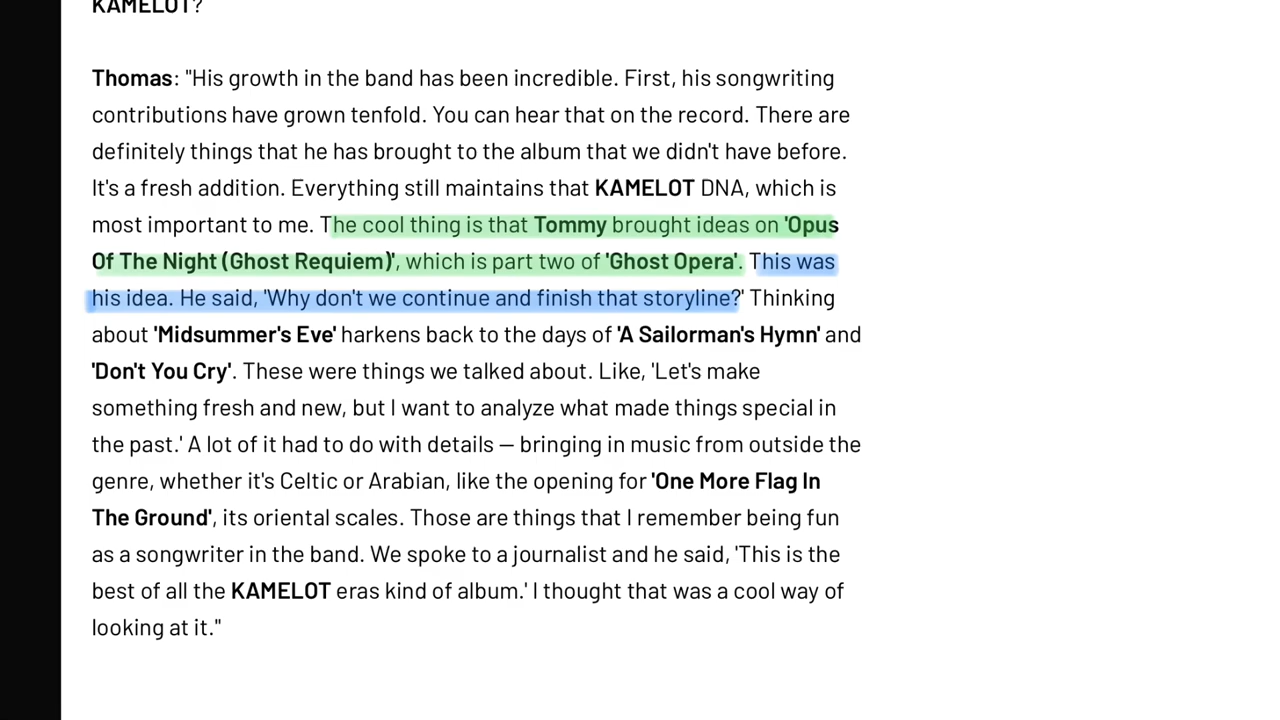 KAMELOT?
Thomas: "His growth in the band has been incredible. First, his songwriting
contributions have grown tenfold. You can hear that on the record. There are
definitely things that he has brought to the album that we didn't have before.
It's a fresh addition. Everything still maintains that KAMELOT DNA, which is
most important to me. The cool thing is that Tommy brought ideas on 'Opus
Of The Night (Ghost Requiem)', which is part two of 'Ghost Opera'. This was
his idea. He said, 'Why don't we continue and finish that storyline?' Thinking
about 'Midsummer's Eve' harkens back to the days of 'A Sailorman's Hymn' and
'Don't You Cry'. These were things we talked about. Like, 'Let's make
something fresh and new, but I want to analyze what made things special in
the past.' A lot of it had to do with details — bringing in music from outside the
genre, whether it's Celtic or Arabian, like the opening for 'One More Flag In
The Ground', its oriental scales. Those are things that I remember being fun
as a songwriter in the band. We spoke to a journalist and he said, 'This is the
best of all the KAMELOT eras kind of album.' I thought that was a cool way of
looking at it."